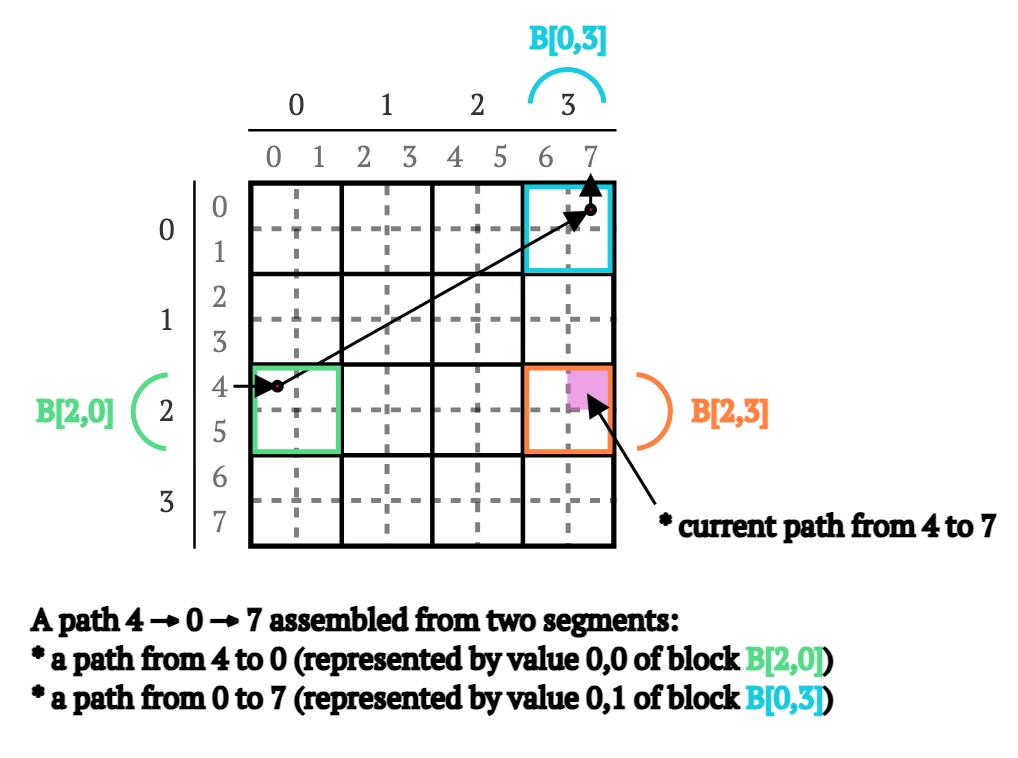 B[0,3]
0 1 2 3
0 1 2 3 4 5 6 7
0
0
1
2
1
3
4
B[2,0]
2
B[2,3]
5
6
3
7
* current path from 4 to 7
A path 4 → 0 → 7 assembled from two segments:
* a path from 4 to 0 (represented by value 0,0 of block B[2,0])
* a path from 0 to 7 (represented by value 0,1 of block B[0,3])